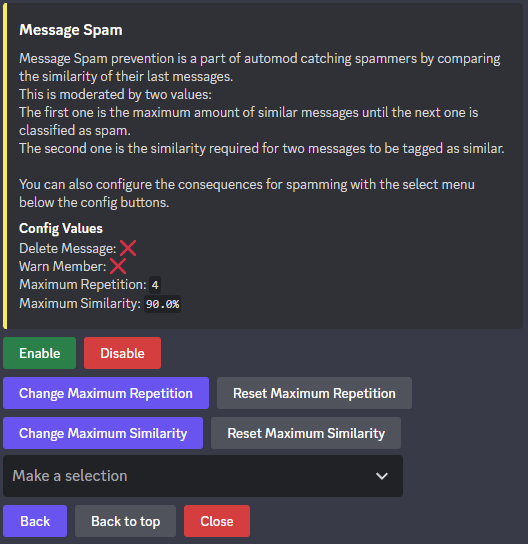 Message Spam
Message Spam prevention is a part of automod catching spammers by comparing
the similarity of their last messages.
This is moderated by two values:
The first one is the maximum amount of similar messages until the next one is
classified as spam.
The second one is the similarity required for two messages to be tagged as similar.
You can also configure the consequences for spamming with the select menu
below the config buttons.
Config Values
Delete Message: ❌
Warn Member: ❌
Maximum Repetition: 4
Maximum Similarity: 90.0%
Enable Disable
Change Maximum Repetition Reset Maximum Repetition
Change Maximum Similarity Reset Maximum Similarity
Make a selection
Back Back to top Close